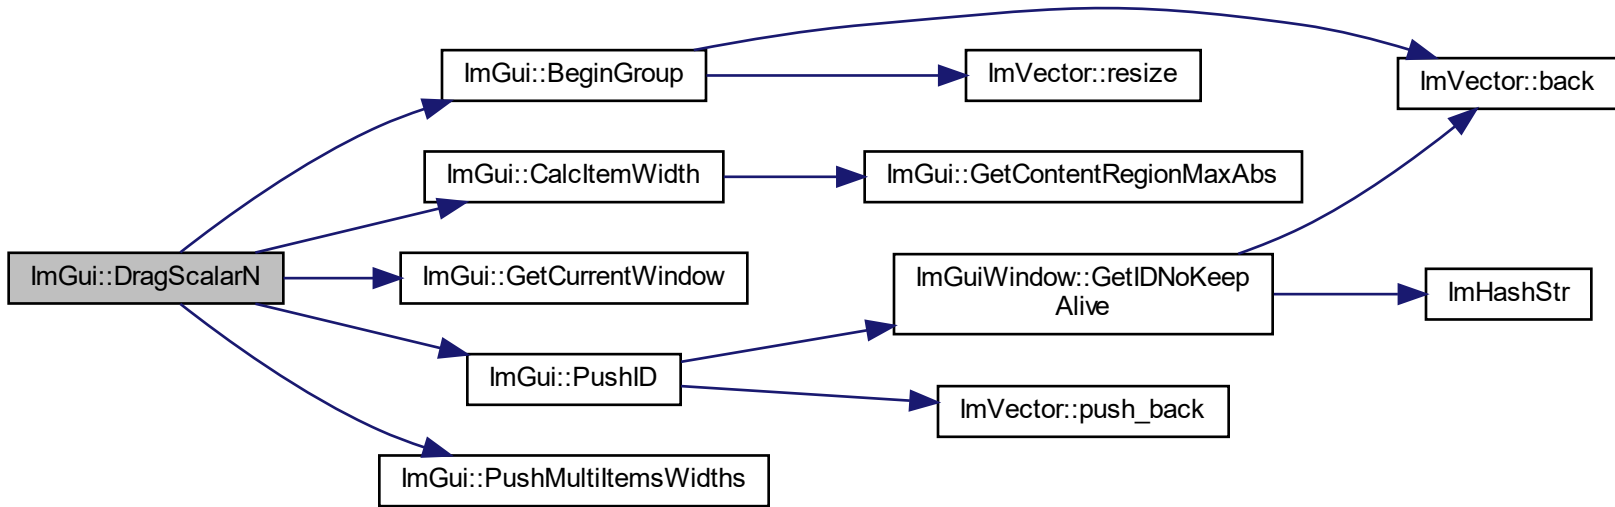 ImGui::DragScalarN
ImGui::BeginGroup
ImGui::CalcItemWidth
ImGui::GetCurrentWindow
ImGui::PushID
ImGui::PushMultiItemsWidths
ImVector::resize
ImGui::GetContentRegionMaxAbs
ImGuiWindow::GetIDNoKeep
Alive
ImVector::push_back
ImVector::back
ImHashStr